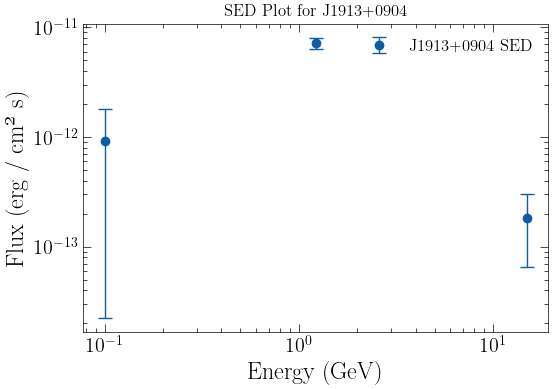 SED Plot for J1913+0904
J1913+0904 SED
10⁻¹¹
10⁻¹²
10⁻¹³
Flux (erg / cm² s)
10⁻¹
10⁰
10¹
Energy (GeV)